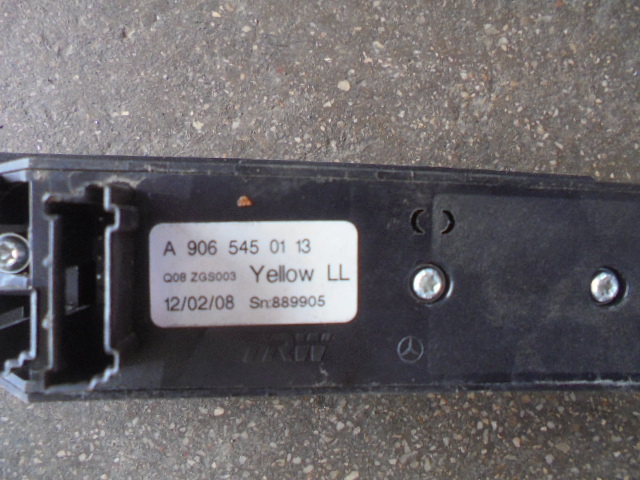 A 906 545 01 13
Q08 ZGS003 Yellow LL
12/02/08 Sn:889905
TRW